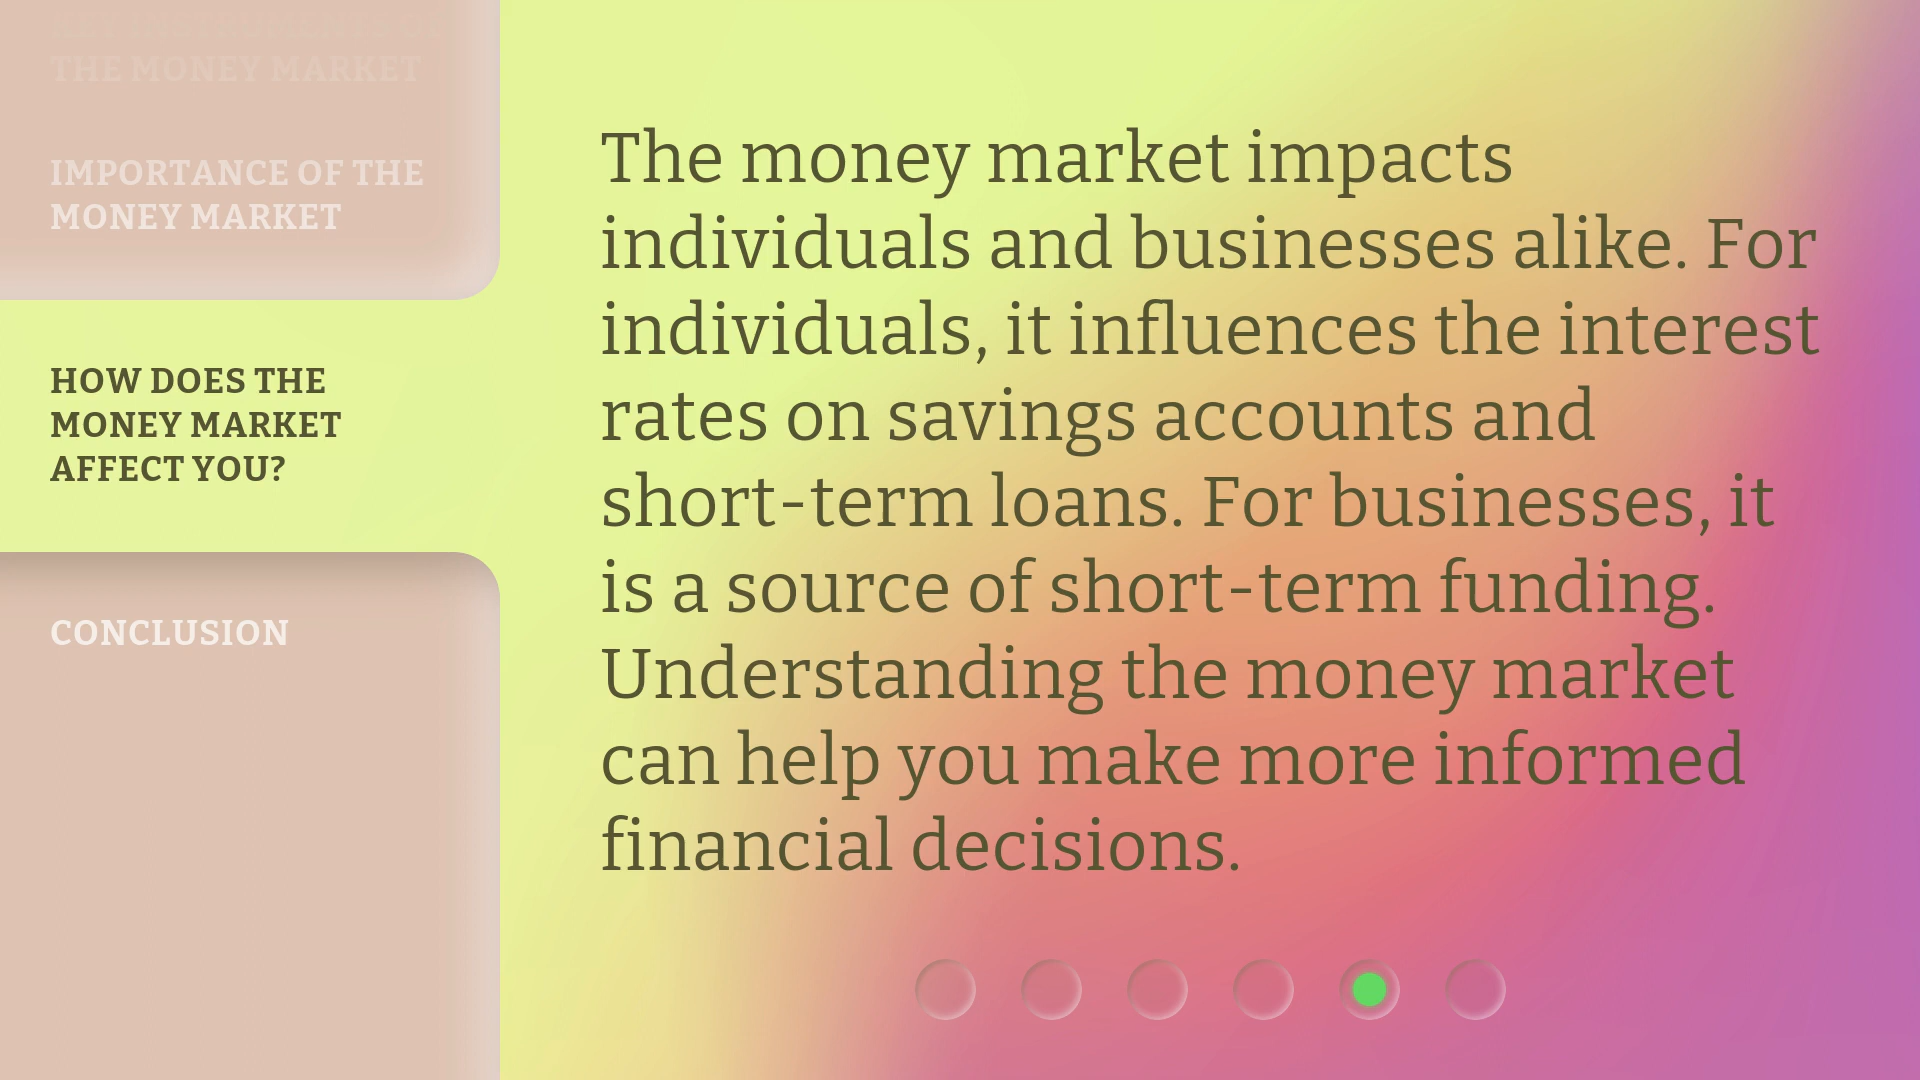 KEY INSTRUMENTS OF
THE MONEY MARKET
IMPORTANCE OF THE
MONEY MARKET
HOW DOES THE
MONEY MARKET
AFFECT YOU?
CONCLUSION
The money market impacts
individuals and businesses alike. For
individuals, it influences the interest
rates on savings accounts and
short-term loans. For businesses, it
is a source of short-term funding.
Understanding the money market
can help you make more informed
financial decisions.